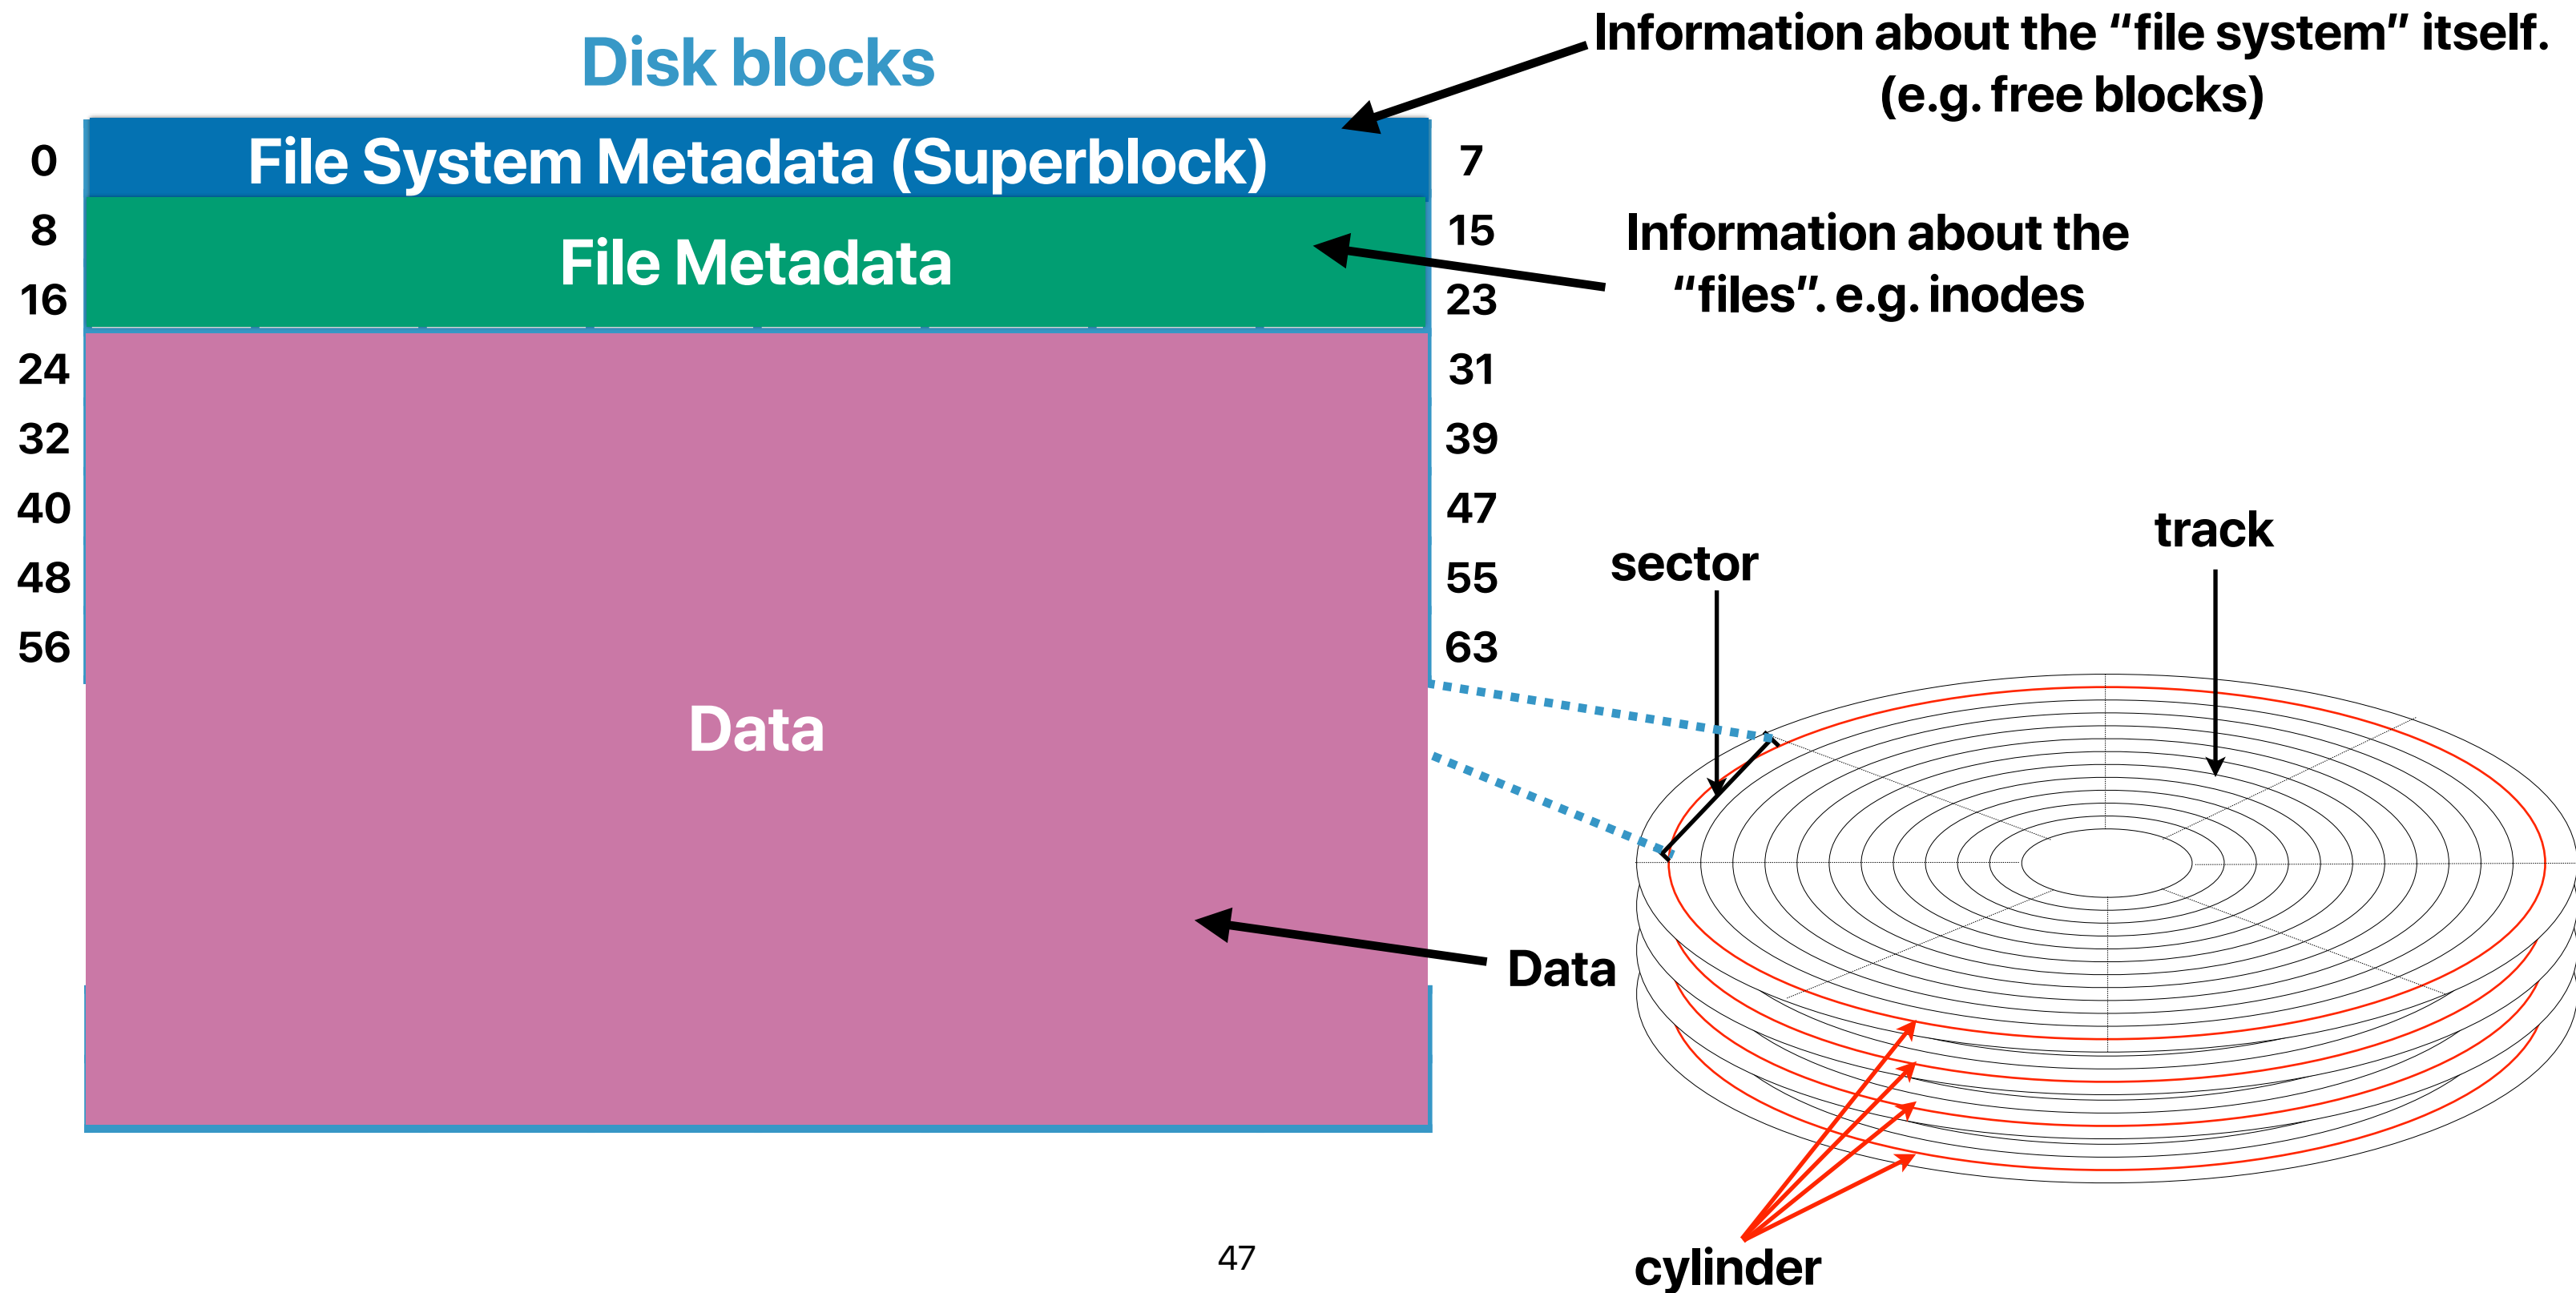 Disk blocks
Information about the “file system” itself.
(e.g. free blocks)
0 File System Metadata (Superblock) 7
8 15
File Metadata
16 23
Information about the
“files”. e.g. inodes
24 31
32 39
40 47
48 55
56 63
Data
sector
track
Data
cylinder
47